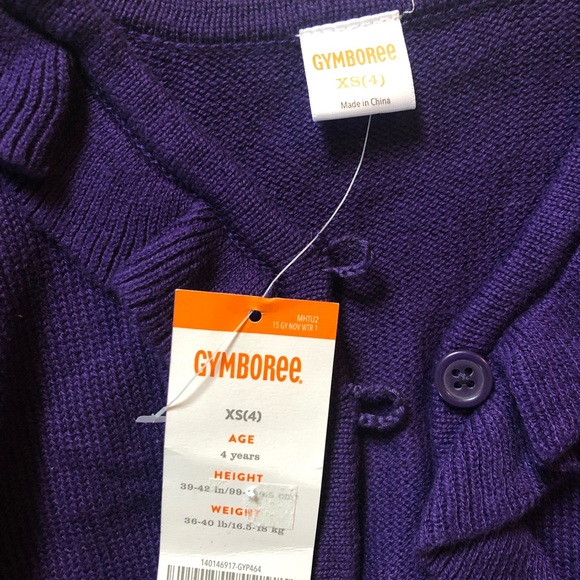 GYMBOREE
XS(4)
Made in China
MHTU2
15 GY NOV WTR 1
GYMBOREE
XS(4)
AGE
4 years
HEIGHT
39-42 in/99- cm
WEIGHT
36-40 lb/16.5-18 kg
140146917-GYP464